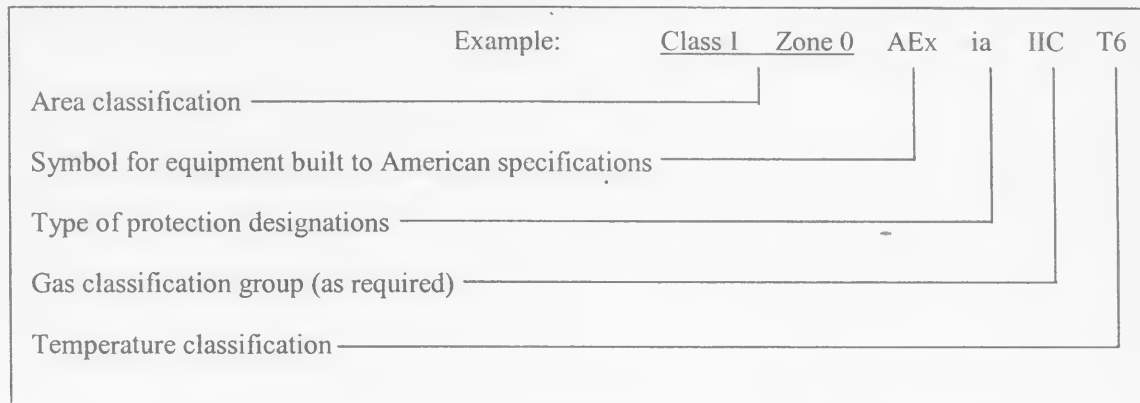 Example: Class I Zone 0 AEx ia IIC T6
Area classification
Symbol for equipment built to American specifications
Type of protection designations
Gas classification group (as required)
Temperature classification